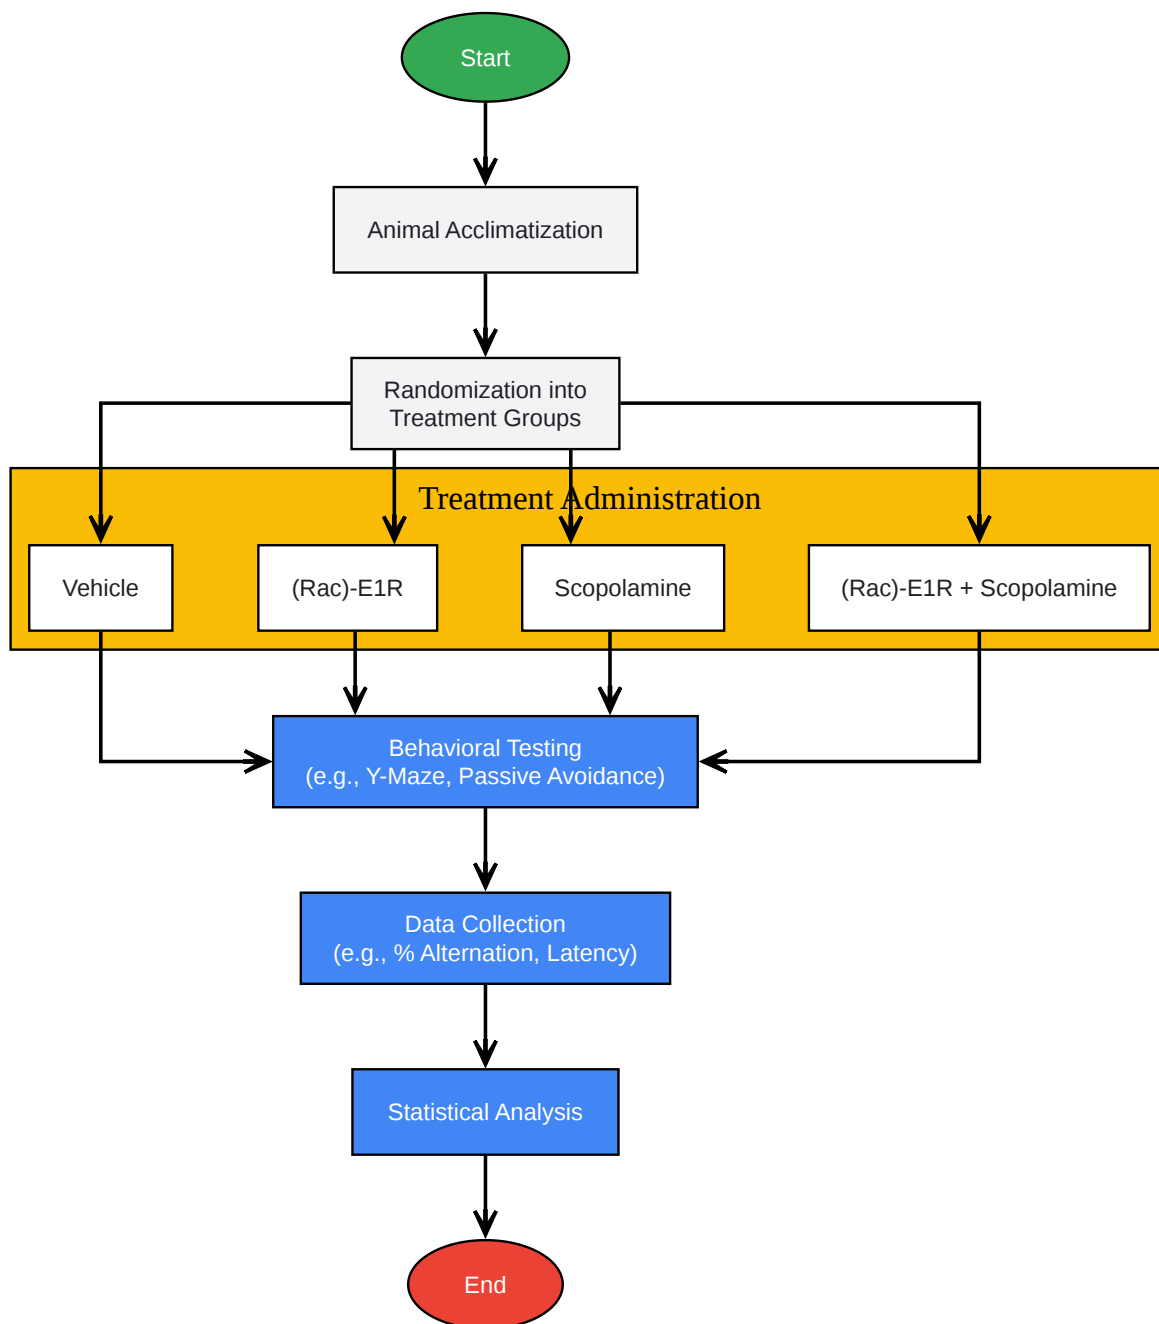 Start
Animal Acclimatization
Randomization into
Treatment Groups
Treatment Administration
Vehicle
(Rac)-E1R
Scopolamine
(Rac)-E1R + Scopolamine
Behavioral Testing
(e.g., Y-Maze, Passive Avoidance)
Data Collection
(e.g., % Alternation, Latency)
Statistical Analysis
End